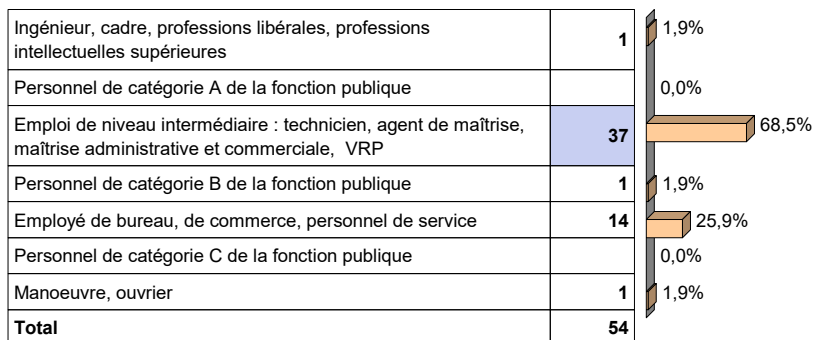 Ingénieur, cadre, professions libérales, professions
intellectuelles supérieures 1 1,9%
Personnel de catégorie A de la fonction publique 0,0%
Emploi de niveau intermédiaire : technicien, agent de maîtrise,
maîtrise administrative et commerciale, VRP 37 68,5%
Personnel de catégorie B de la fonction publique 1 1,9%
Employé de bureau, de commerce, personnel de service 14 25,9%
Personnel de catégorie C de la fonction publique 0,0%
Manoeuvre, ouvrier 1 1,9%
Total 54